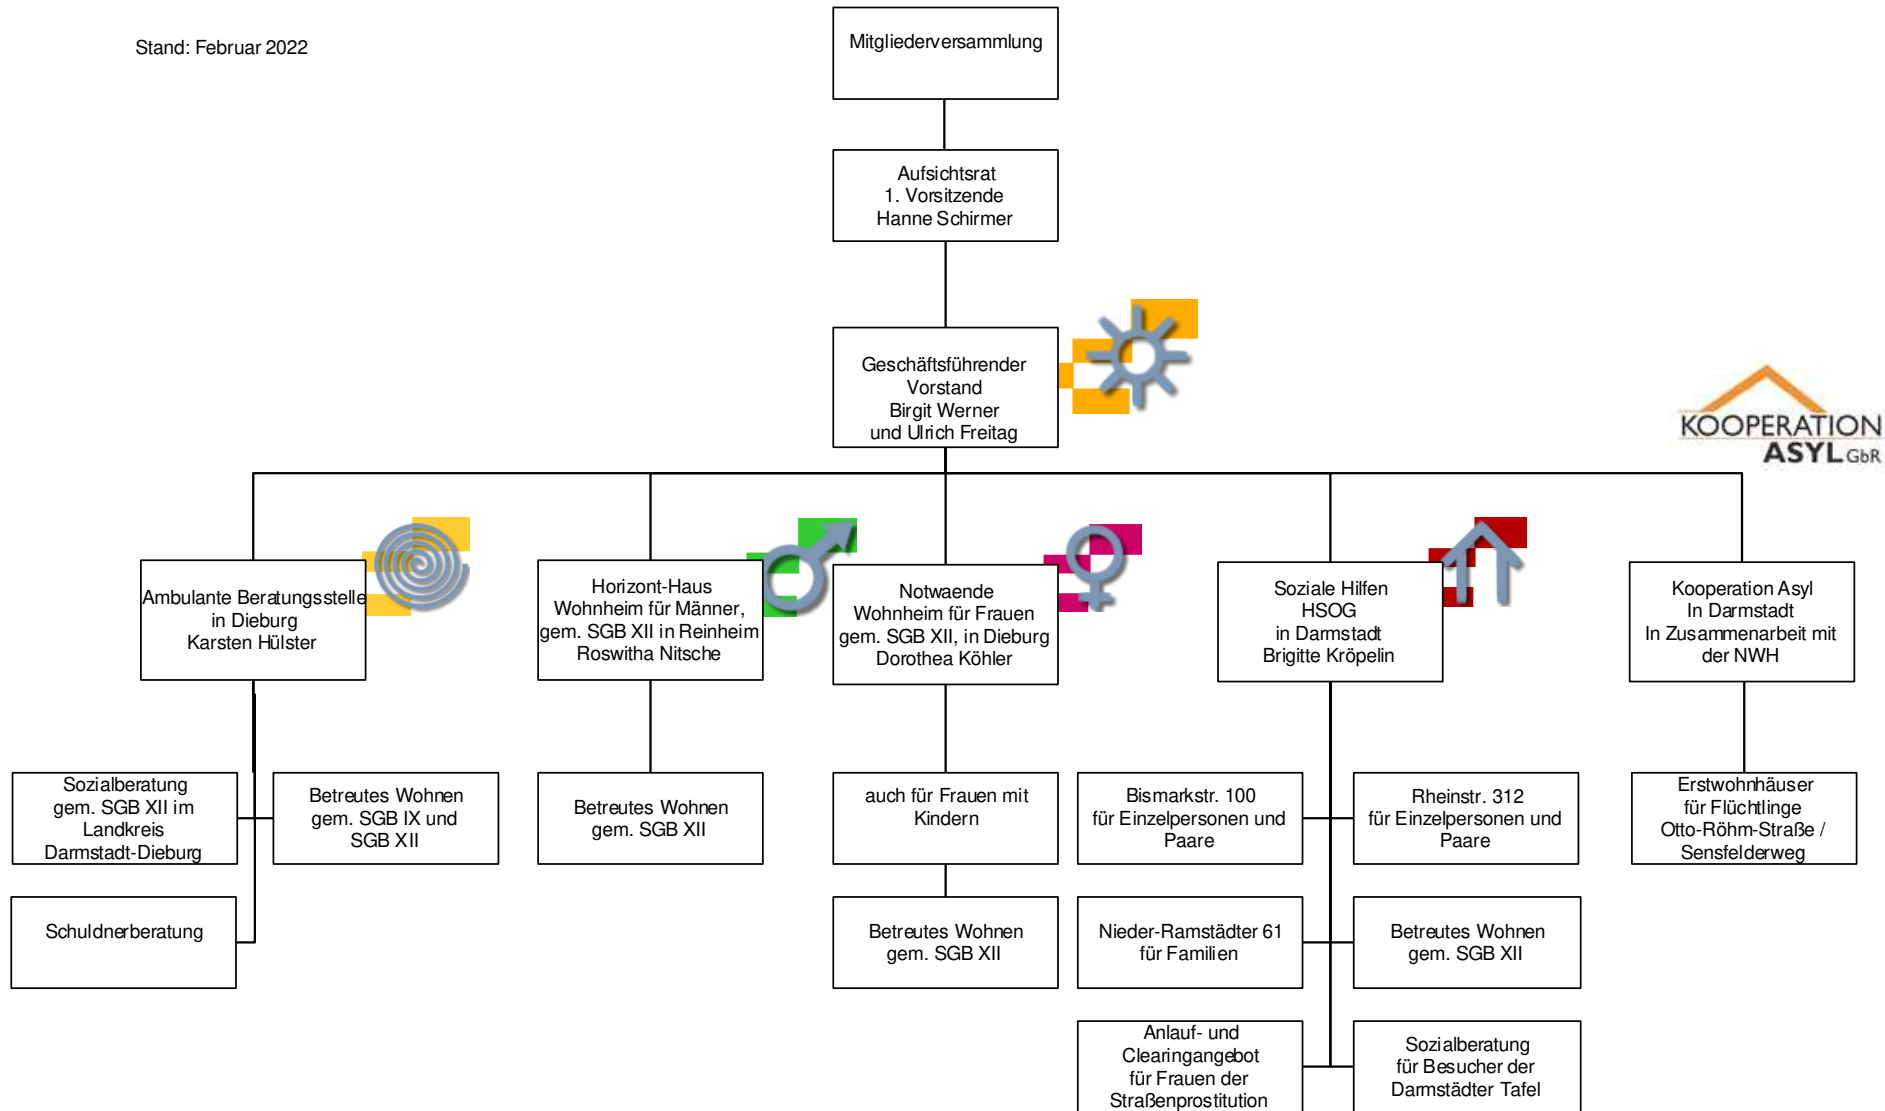 Stand: Februar 2022
Mitgliederversammlung
Aufsichtsrat
1. Vorsitzende
Hanne Schirmer
Geschäftsführender
Vorstand
Birgit Werner
und Ulrich Freitag
KOOPERATION
ASYL GbR
Ambulante Beratungsstelle
in Dieburg
Karsten Hülster
Horizont-Haus
Wohnheim für Männer,
gem. SGB XII in Reinheim
Roswitha Nitsche
Notwaende
Wohnheim für Frauen
gem. SGB XII, in Dieburg
Dorothea Köhler
Soziale Hilfen
HSOG
in Darmstadt
Brigitte Kröpelin
Kooperation Asyl
In Darmstadt
In Zusammenarbeit mit
der NWH
Sozialberatung
gem. SGB XII im
Landkreis
Darmstadt-Dieburg
Betreutes Wohnen
gem. SGB IX und
SGB XII
Betreutes Wohnen
gem. SGB XII
auch für Frauen mit
Kindern
Bismarkstr. 100
für Einzelpersonen und
Paare
Rheinstr. 312
für Einzelpersonen und
Paare
Erstwohnhäuser
für Flüchtlinge
Otto-Röhm-Straße /
Sensfelderweg
Schuldnerberatung
Betreutes Wohnen
gem. SGB XII
Nieder-Ramstädter 61
für Familien
Betreutes Wohnen
gem. SGB XII
Anlauf- und
Clearingangebot
für Frauen der
Straßenprostitution
Sozialberatung
für Besucher der
Darmstädter Tafel